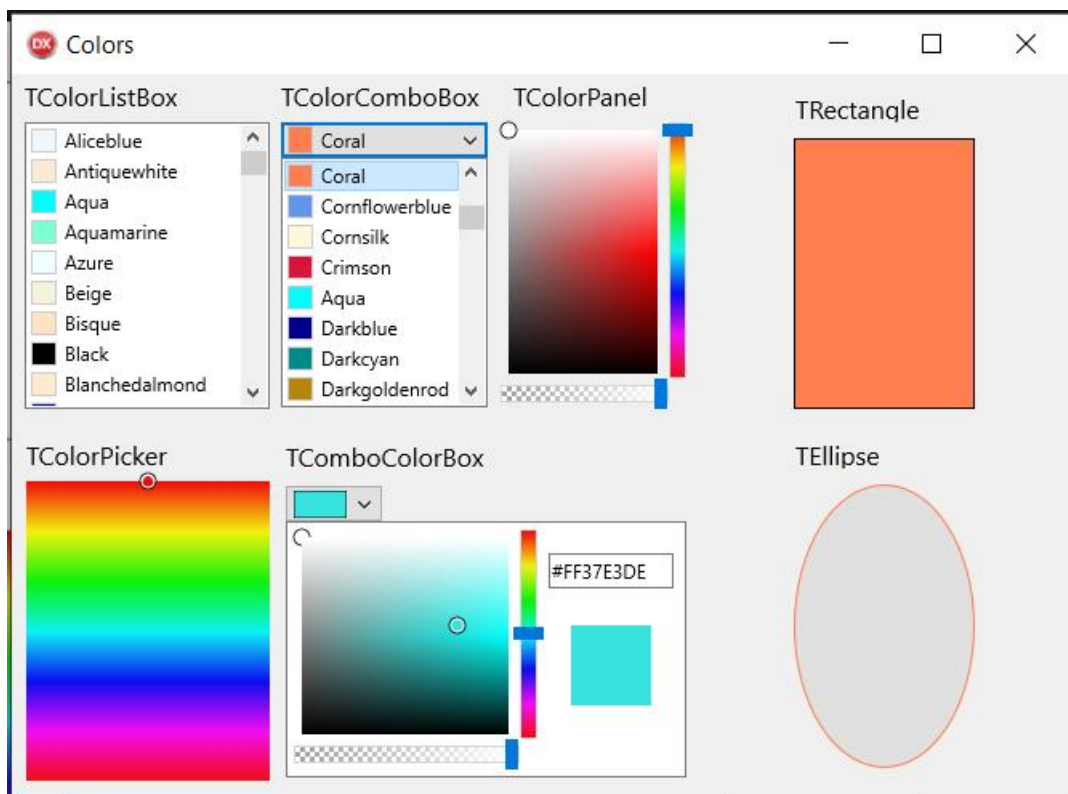 DX Colors
TColorListBox
Aliceblue
Antiquewhite
Aqua
Aquamarine
Azure
Beige
Bisque
Black
Blanchedalmond
TColorComboBox
Coral
Coral
Cornflowerblue
Cornsilk
Crimson
Aqua
Darkblue
Darkcyan
Darkgoldenrod
TColorPanel
TRectangle
TColorPicker
TComboColorBox
#FF37E3DE
TEllipse